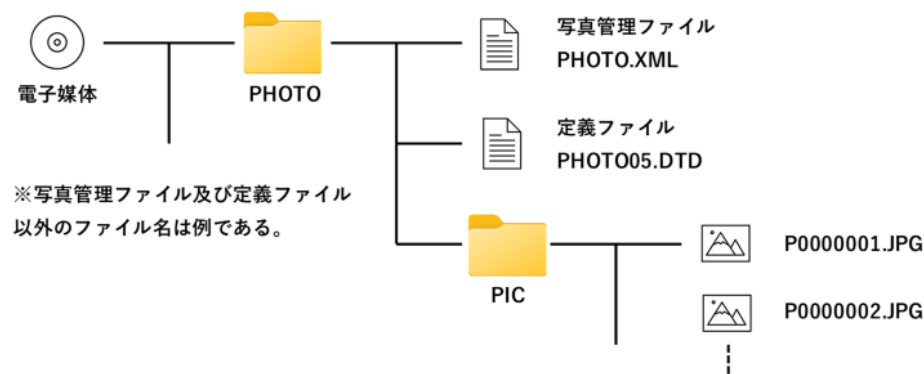 写真管理ファイル
PHOTO.XML
電子媒体
PHOTO
定義ファイル
PHOTO05.DTD
※写真管理ファイル及び定義ファイル
以外のファイル名は例である。
P0000001.JPG
PIC
P0000002.JPG